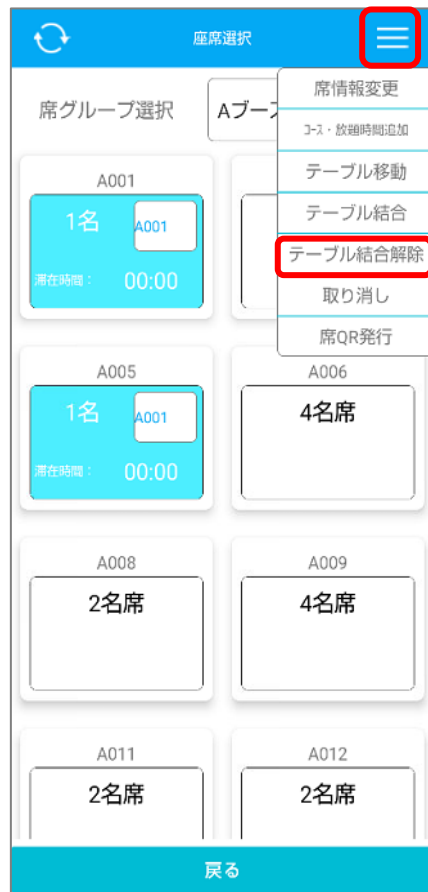 座席選択
席グループ選択
Aブース
席情報変更
コース・放題時間追加
テーブル移動
テーブル結合
テーブル結合解除
取り消し
席QR発行
A001
1名
A001
滞在時間：
00:00
A005
1名
A001
滞在時間：
00:00
A006
4名席
A008
2名席
A009
4名席
A011
2名席
A012
2名席
戻る